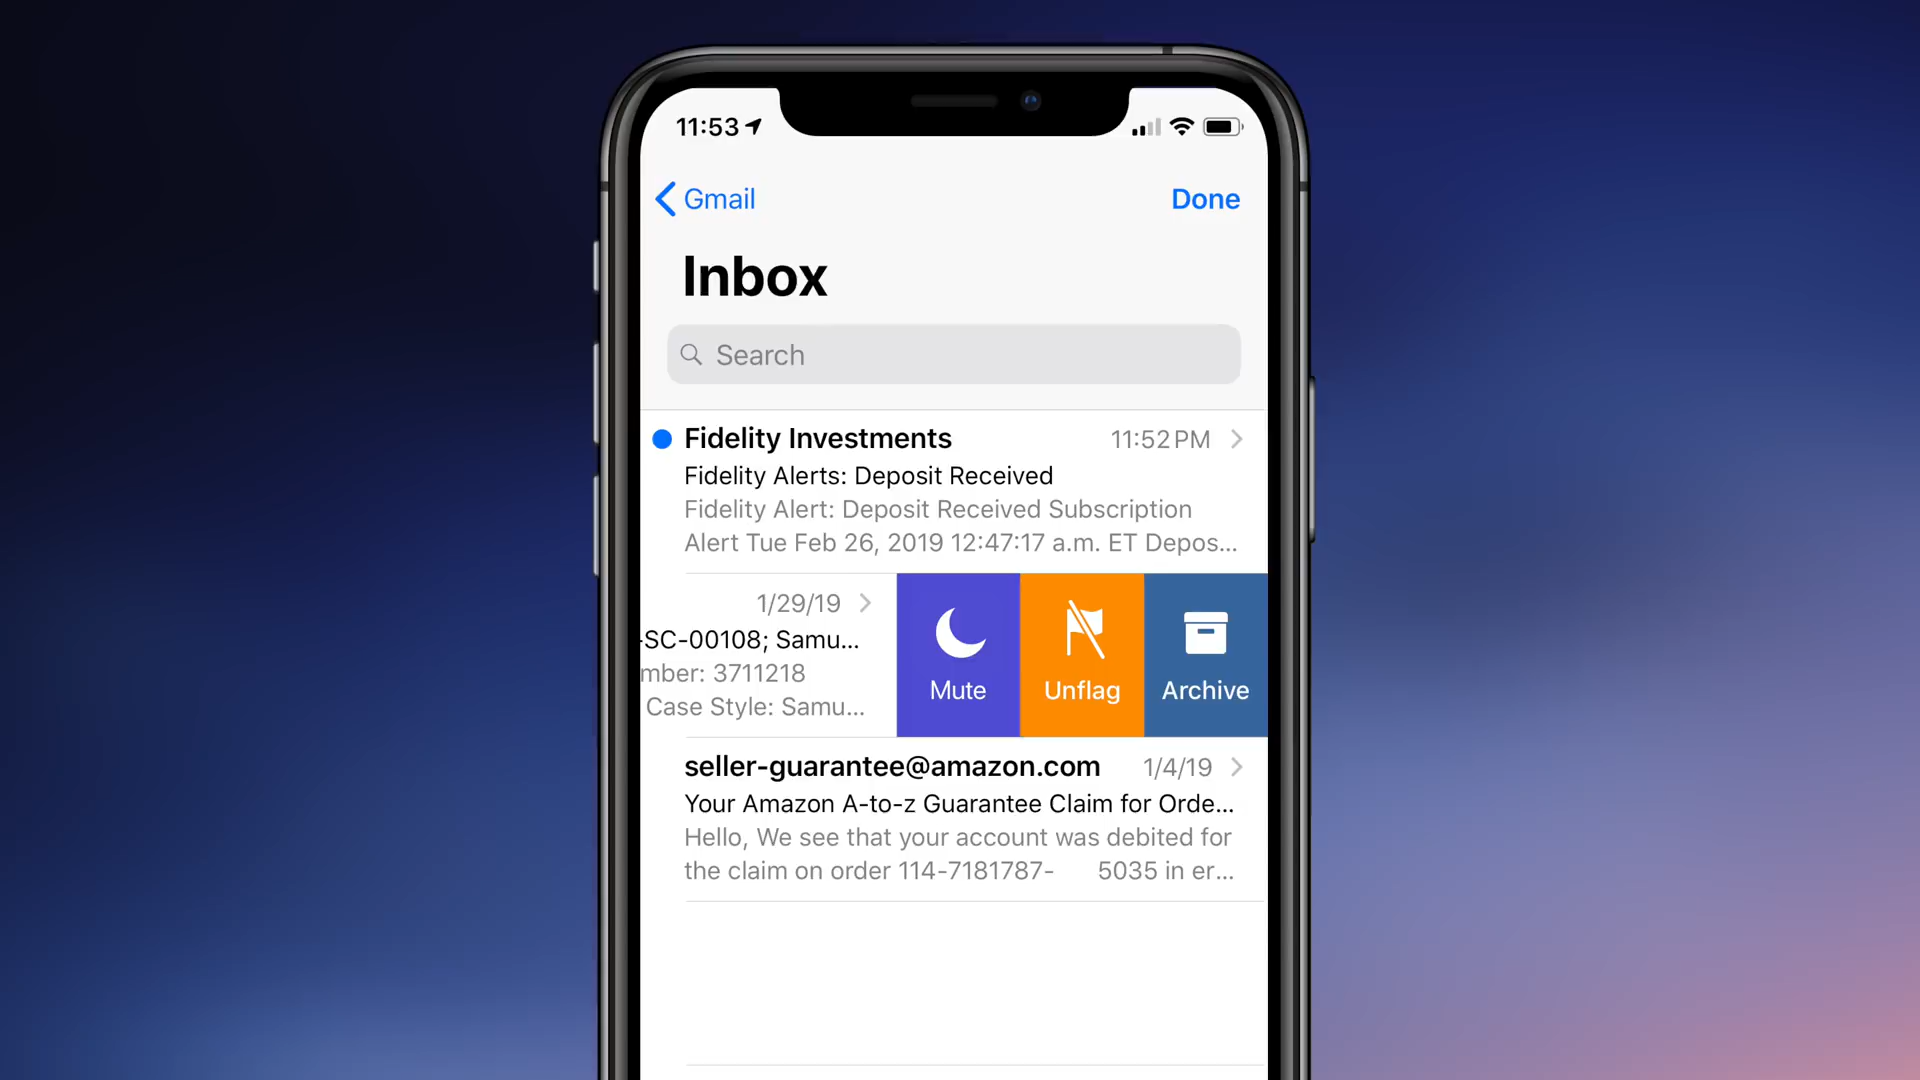 11:53
Gmail
Done
Inbox
Search
Fidelity Investments
11:52 PM
Fidelity Alerts: Deposit Received
Fidelity Alert: Deposit Received Subscription
Alert Tue Feb 26, 2019 12:47:17 a.m. ET Depos...
1/29/19
-SC-00108; Samu...
mber: 3711218
Case Style: Samu...
Mute
Unflag
Archive
seller-guarantee@amazon.com
1/4/19
Your Amazon A-to-z Guarantee Claim for Orde...
Hello, We see that your account was debited for
the claim on order 114-7181787- 5035 in er...